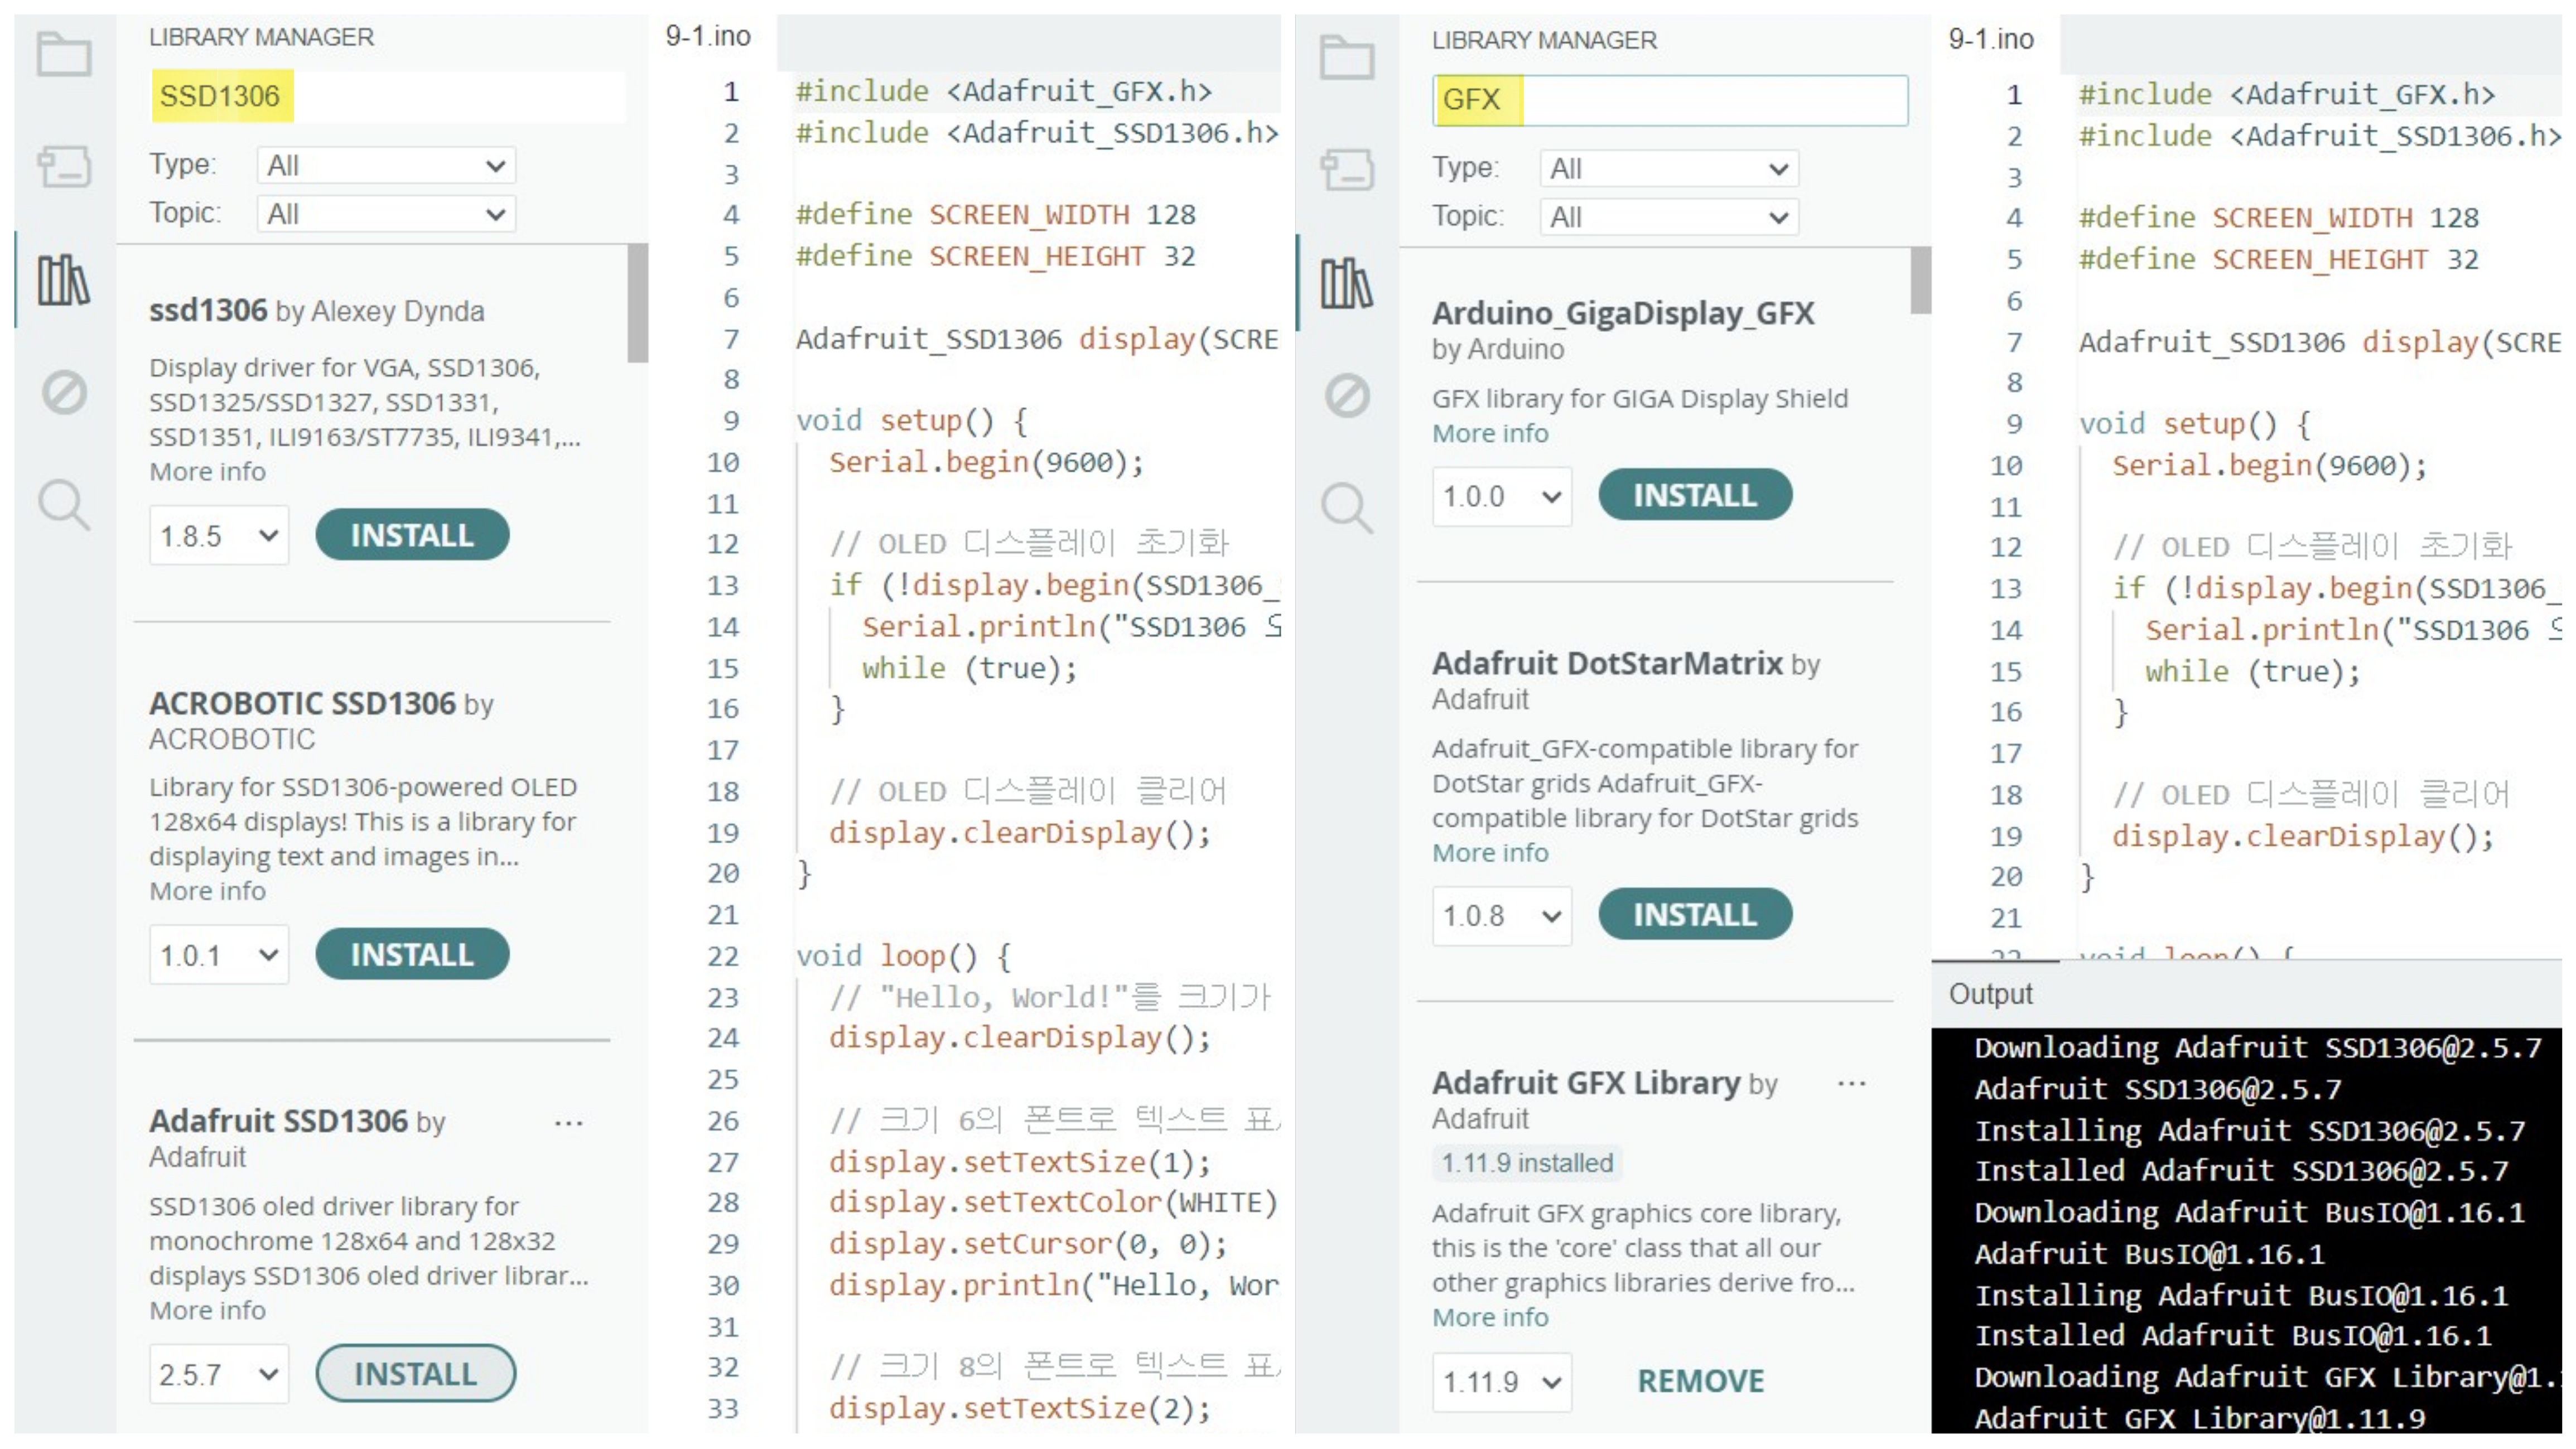 LIBRARY MANAGER
SSD1306
Type: All
Topic: All
ssd1306 by Alexey Dynda
Display driver for VGA, SSD1306,
SSD1325/SSD1327, SSD1331,
SSD1351, ILI9163/ST7735, ILI9341,...
More info
1.8.5 INSTALL
ACROBOTIC SSD1306 by
ACROBOTIC
Library for SSD1306-powered OLED
128x64 displays! This is a library for
displaying text and images in...
More info
1.0.1 INSTALL
Adafruit SSD1306 by ...
Adafruit
SSD1306 oled driver library for
monochrome 128x64 and 128x32
displays SSD1306 oled driver librar...
More info
2.5.7 INSTALL
9-1.ino
1 #include <Adafruit_GFX.h>
2 #include <Adafruit_SSD1306.h>
3
4 #define SCREEN_WIDTH 128
5 #define SCREEN_HEIGHT 32
6
7 Adafruit_SSD1306 display(SCRE
8
9 void setup() {
10 Serial.begin(9600);
11
12 // OLED 디스플레이 초기화
13 if (!display.begin(SSD1306_
14 Serial.println("SSD1306
15 while (true);
16 }
17
18 // OLED 디스플레이 클리어
19 display.clearDisplay();
20 }
21
22 void loop() {
23 // "Hello, World!"를 크기가
24 display.clearDisplay();
25
26 // 크기 6의 폰트로 텍스트 표
27 display.setTextSize(1);
28 display.setTextColor(WHITE)
29 display.setCursor(0, 0);
30 display.println("Hello, Wor
31
32 // 크기 8의 폰트로 텍스트 표
33 display.setTextSize(2);
LIBRARY MANAGER
GFX
Type: All
Topic: All
Arduino_GigaDisplay_GFX
by Arduino
GFX library for GIGA Display Shield
More info
1.0.0 INSTALL
Adafruit DotStarMatrix by
Adafruit
Adafruit_GFX-compatible library for
DotStar grids Adafruit_GFX-
compatible library for DotStar grids
More info
1.0.8 INSTALL
Adafruit GFX Library by ...
Adafruit
1.11.9 installed
Adafruit GFX graphics core library,
this is the 'core' class that all our
other graphics libraries derive fro...
More info
1.11.9 REMOVE
9-1.ino
1 #include <Adafruit_GFX.h>
2 #include <Adafruit_SSD1306.h>
3
4 #define SCREEN_WIDTH 128
5 #define SCREEN_HEIGHT 32
6
7 Adafruit_SSD1306 display(SCRE
8
9 void setup() {
10 Serial.begin(9600);
11
12 // OLED 디스플레이 초기화
13 if (!display.begin(SSD1306_
14 Serial.println("SSD1306
15 while (true);
16 }
17
18 // OLED 디스플레이 클리어
19 display.clearDisplay();
20 }
21
22 void loop() {
Output
Downloading Adafruit SSD1306@2.5.7
Adafruit SSD1306@2.5.7
Installing Adafruit SSD1306@2.5.7
Installed Adafruit SSD1306@2.5.7
Downloading Adafruit BusIO@1.16.1
Adafruit BusIO@1.16.1
Installing Adafruit BusIO@1.16.1
Installed Adafruit BusIO@1.16.1
Downloading Adafruit GFX Library@1.
Adafruit GFX Library@1.11.9